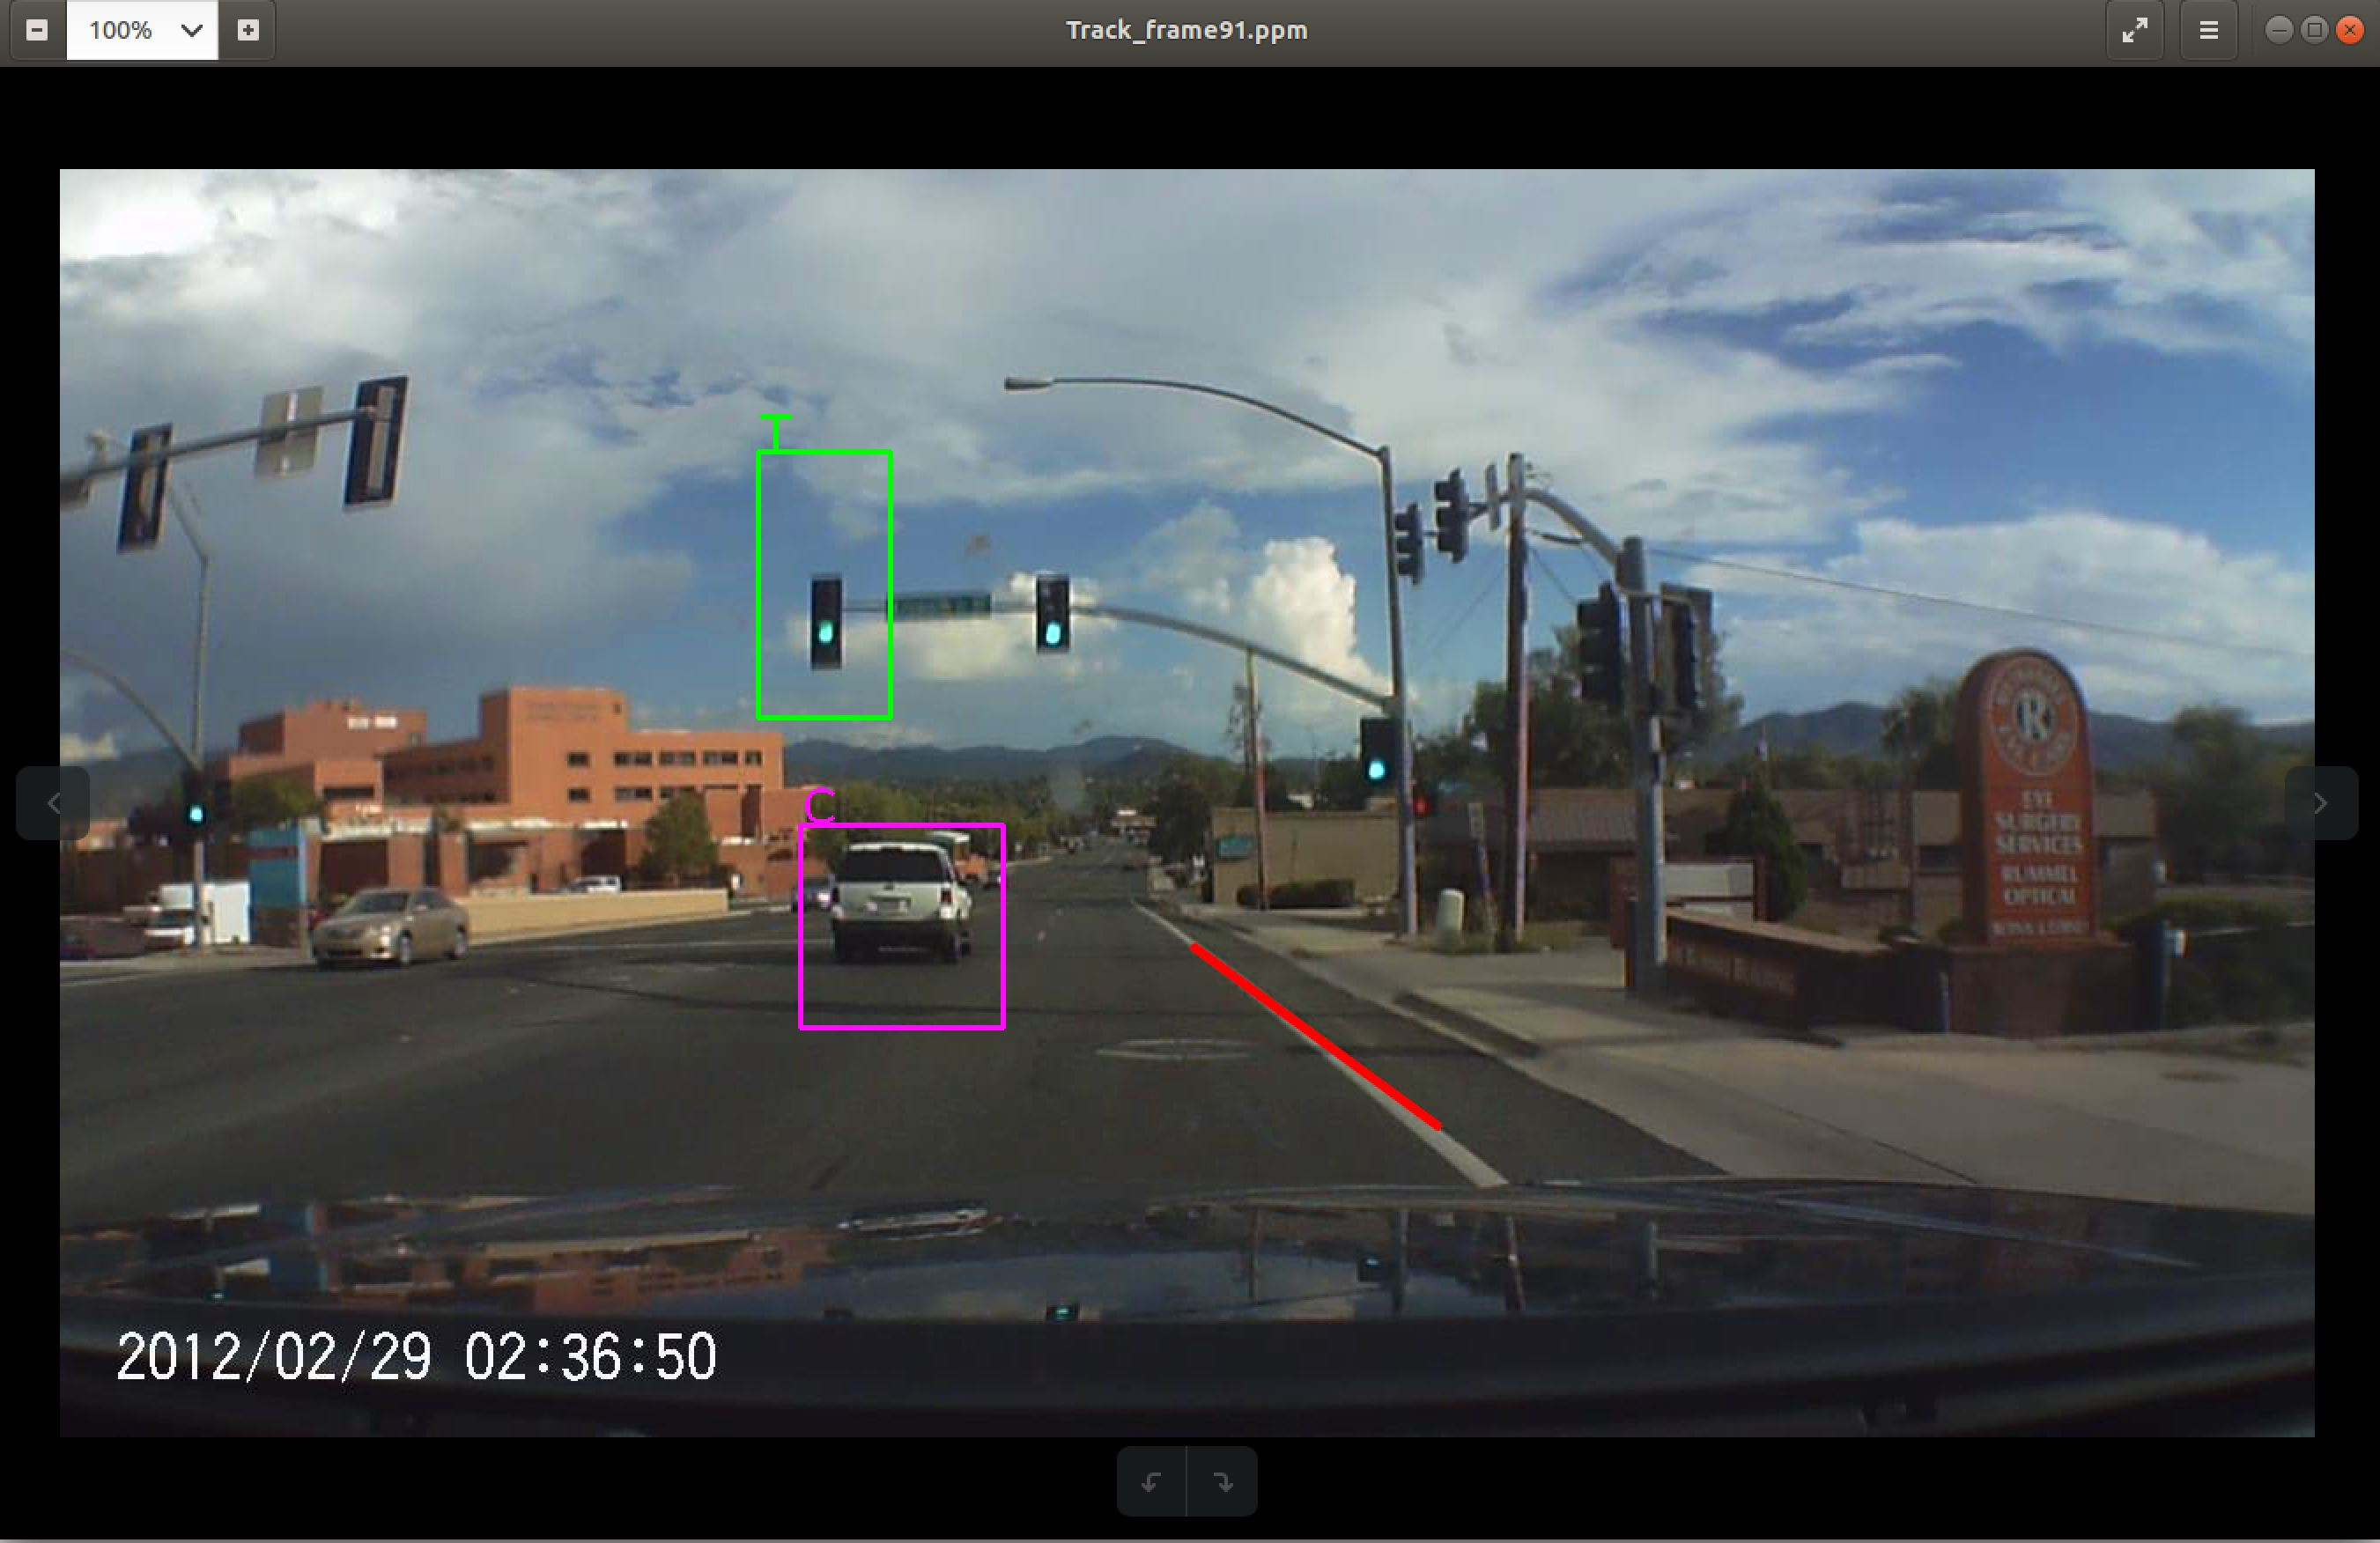 100%
Track_frame91.ppm
T
C
R
EYE
SURGERY
SERVICES
RUMMEL
OPTICAL
2012/02/29 02:36:50